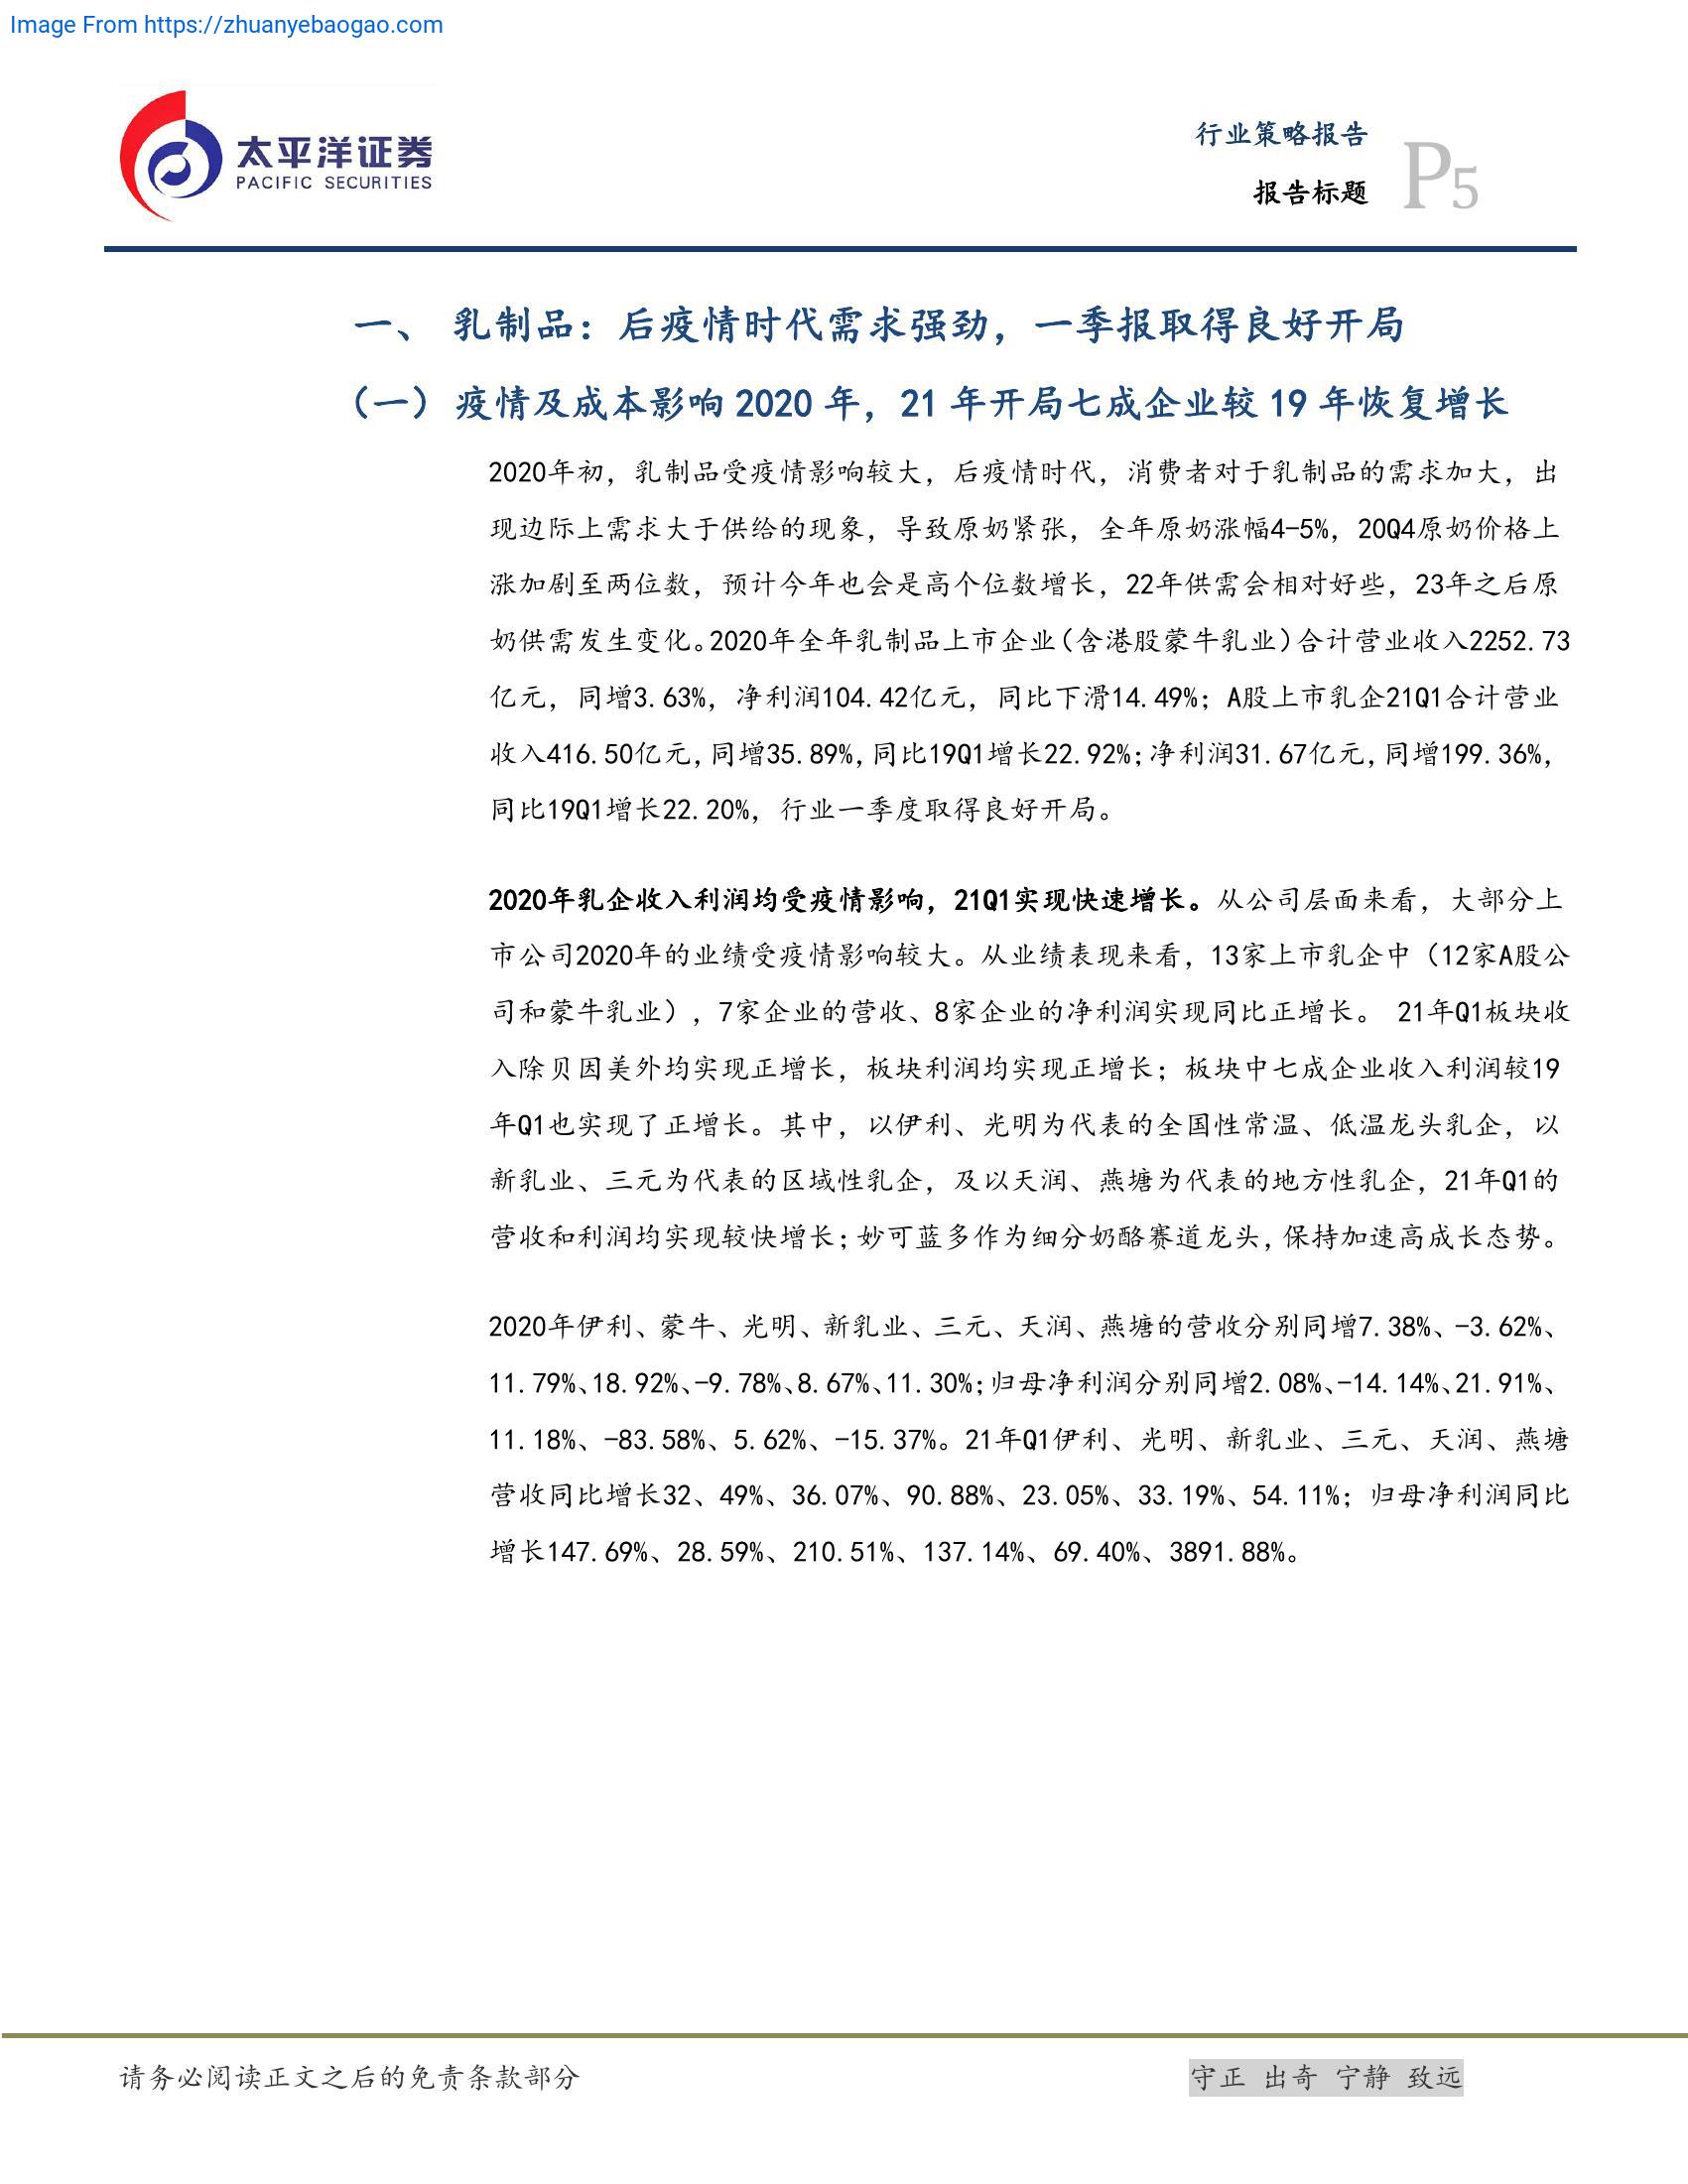 Image From https://zhuanyebaogao.com
太平洋证券
PACIFIC SECURITIES
行业策略报告
报告标题
P5
一、 乳制品：后疫情时代需求强劲，一季报取得良好开局
（一）疫情及成本影响 2020 年，21 年开局七成企业较 19 年恢复增长
2020年初，乳制品受疫情影响较大，后疫情时代，消费者对于乳制品的需求加大，出
现边际上需求大于供给的现象，导致原奶紧张，全年原奶涨幅4-5%，20Q4原奶价格上
涨加剧至两位数，预计今年也会是高个位数增长，22年供需会相对好些，23年之后原
奶供需发生变化。2020年全年乳制品上市企业（含港股蒙牛乳业）合计营业收入2252.73
亿元，同增3.63%，净利润104.42亿元，同比下滑14.49%；A股上市乳企21Q1合计营业
收入416.50亿元，同增35.89%，同比19Q1增长22.92%；净利润31.67亿元，同增199.36%，
同比19Q1增长22.20%，行业一季度取得良好开局。
2020年乳企收入利润均受疫情影响，21Q1实现快速增长。从公司层面来看，大部分上
市公司2020年的业绩受疫情影响较大。从业绩表现来看，13家上市乳企中（12家A股公
司和蒙牛乳业），7家企业的营收、8家企业的净利润实现同比正增长。 21年Q1板块收
入除贝因美外均实现正增长，板块利润均实现正增长；板块中七成企业收入利润较19
年Q1也实现了正增长。其中，以伊利、光明为代表的全国性常温、低温龙头乳企，以
新乳业、三元为代表的区域性乳企，及以天润、燕塘为代表的地方性乳企，21年Q1的
营收和利润均实现较快增长；妙可蓝多作为细分奶酪赛道龙头，保持加速高成长态势。
2020年伊利、蒙牛、光明、新乳业、三元、天润、燕塘的营收分别同增7.38%、-3.62%、
11.79%、18.92%、-9.78%、8.67%、11.30%；归母净利润分别同增2.08%、-14.14%、21.91%、
11.18%、-83.58%、5.62%、-15.37%。21年Q1伊利、光明、新乳业、三元、天润、燕塘
营收同比增长32、49%、36.07%、90.88%、23.05%、33.19%、54.11%；归母净利润同比
增长147.69%、28.59%、210.51%、137.14%、69.40%、3891.88%。
请务必阅读正文之后的免责条款部分
守正 出奇 宁静 致远